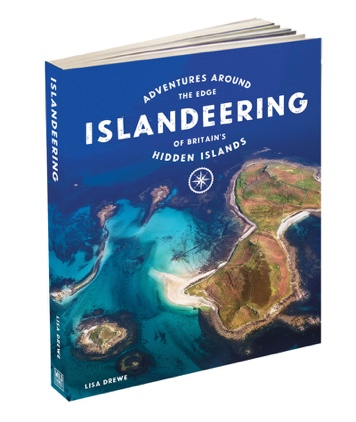 ADVENTURES AROUND
THE EDGE
ISLANDEERING
OF BRITAIN'S
HIDDEN ISLANDS
LISA DREWE
ISLANDEERING
LISA DREWE